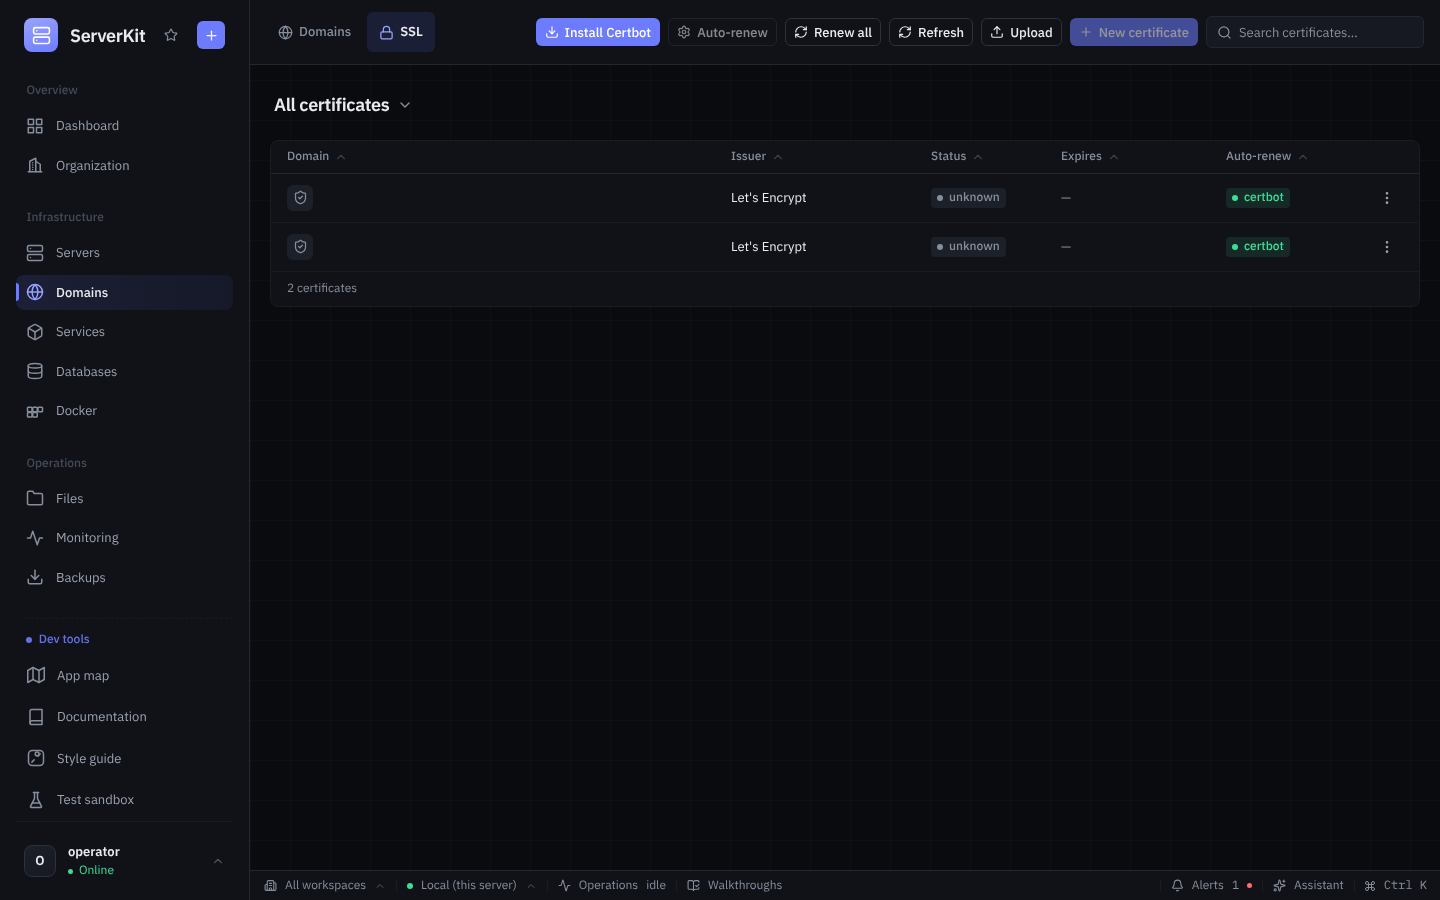 ServerKit
Overview
Dashboard
Organization
Infrastructure
Servers
Domains
Services
Databases
Docker
Operations
Files
Monitoring
Backups
Dev tools
App map
Documentation
Style guide
Test sandbox
O
operator
Online
Domains
SSL
Install Certbot
Auto-renew
Renew all
Refresh
Upload
New certificate
Search certificates...
All certificates
Domain Issuer Status Expires Auto-renew
Let's Encrypt unknown — certbot
Let's Encrypt unknown — certbot
2 certificates
All workspaces
Local (this server)
Operations idle
Walkthroughs
Alerts 1
Assistant
Ctrl K